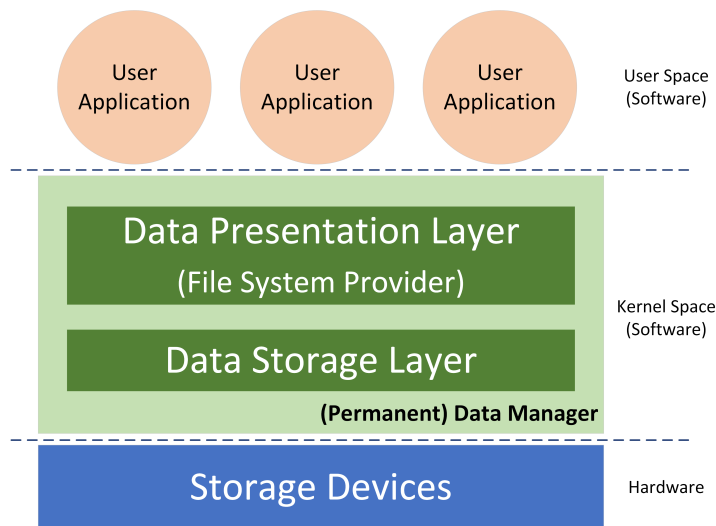 User
Application
User
Application
User
Application
User Space
(Software)
Data Presentation Layer
(File System Provider)
Kernel Space
(Software)
Data Storage Layer
(Permanent) Data Manager
Storage Devices
Hardware